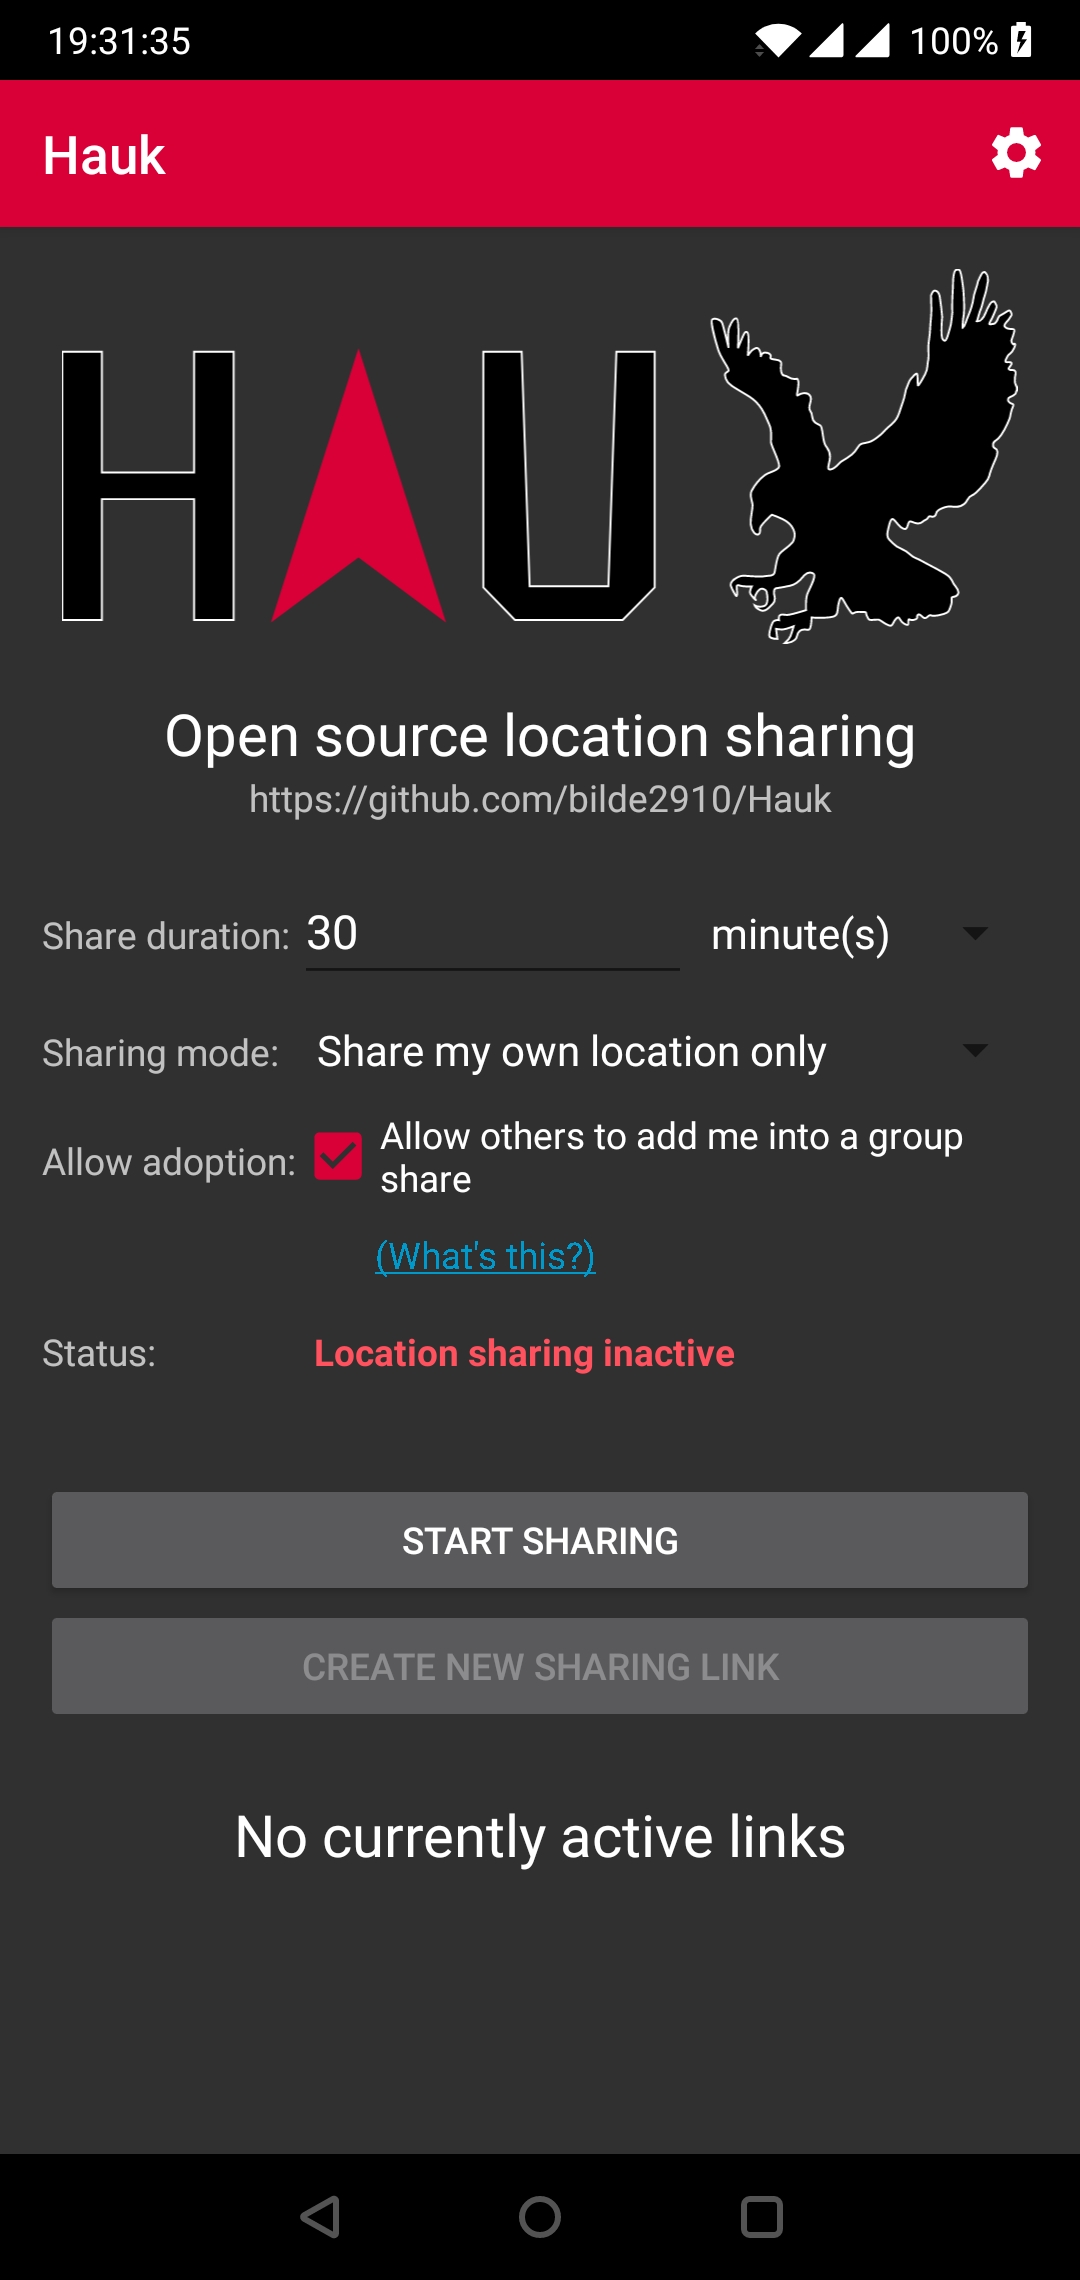 19:31:35 100%
Hauk
HAU
Open source location sharing
https://github.com/bilde2910/Hauk
Share duration: 30 minute(s)
Sharing mode: Share my own location only
Allow adoption: Allow others to add me into a group
share
(What's this?)
Status: Location sharing inactive
START SHARING
CREATE NEW SHARING LINK
No currently active links